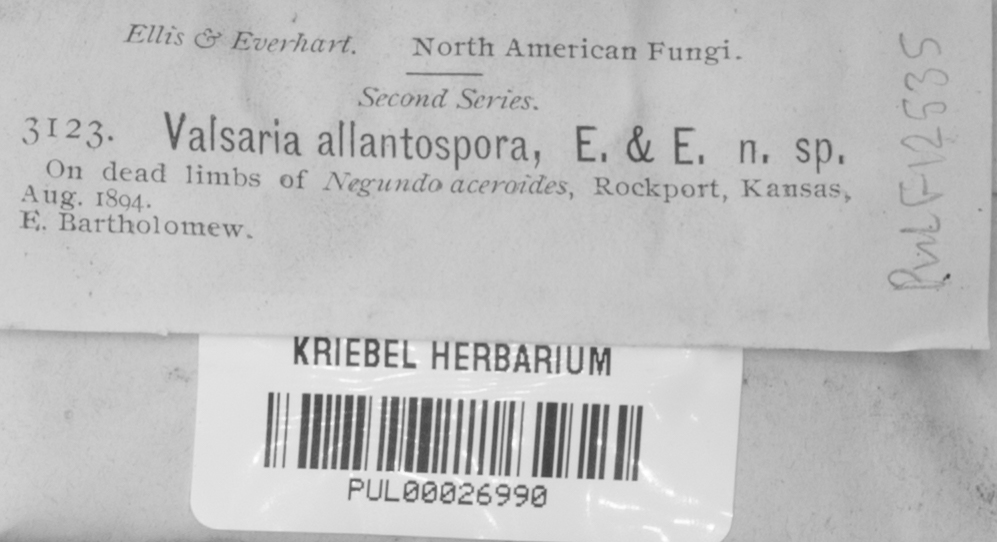 Ellis & Everhart. North American Fungi.
Second Series.
3123. Valsaria allantospora, E. & E. n. sp.
On dead limbs of Negundo aceroides, Rockport, Kansas,
Aug. 1894.
E. Bartholomew.
PUL F12535
KRIEBEL HERBARIUM
PUL00026990